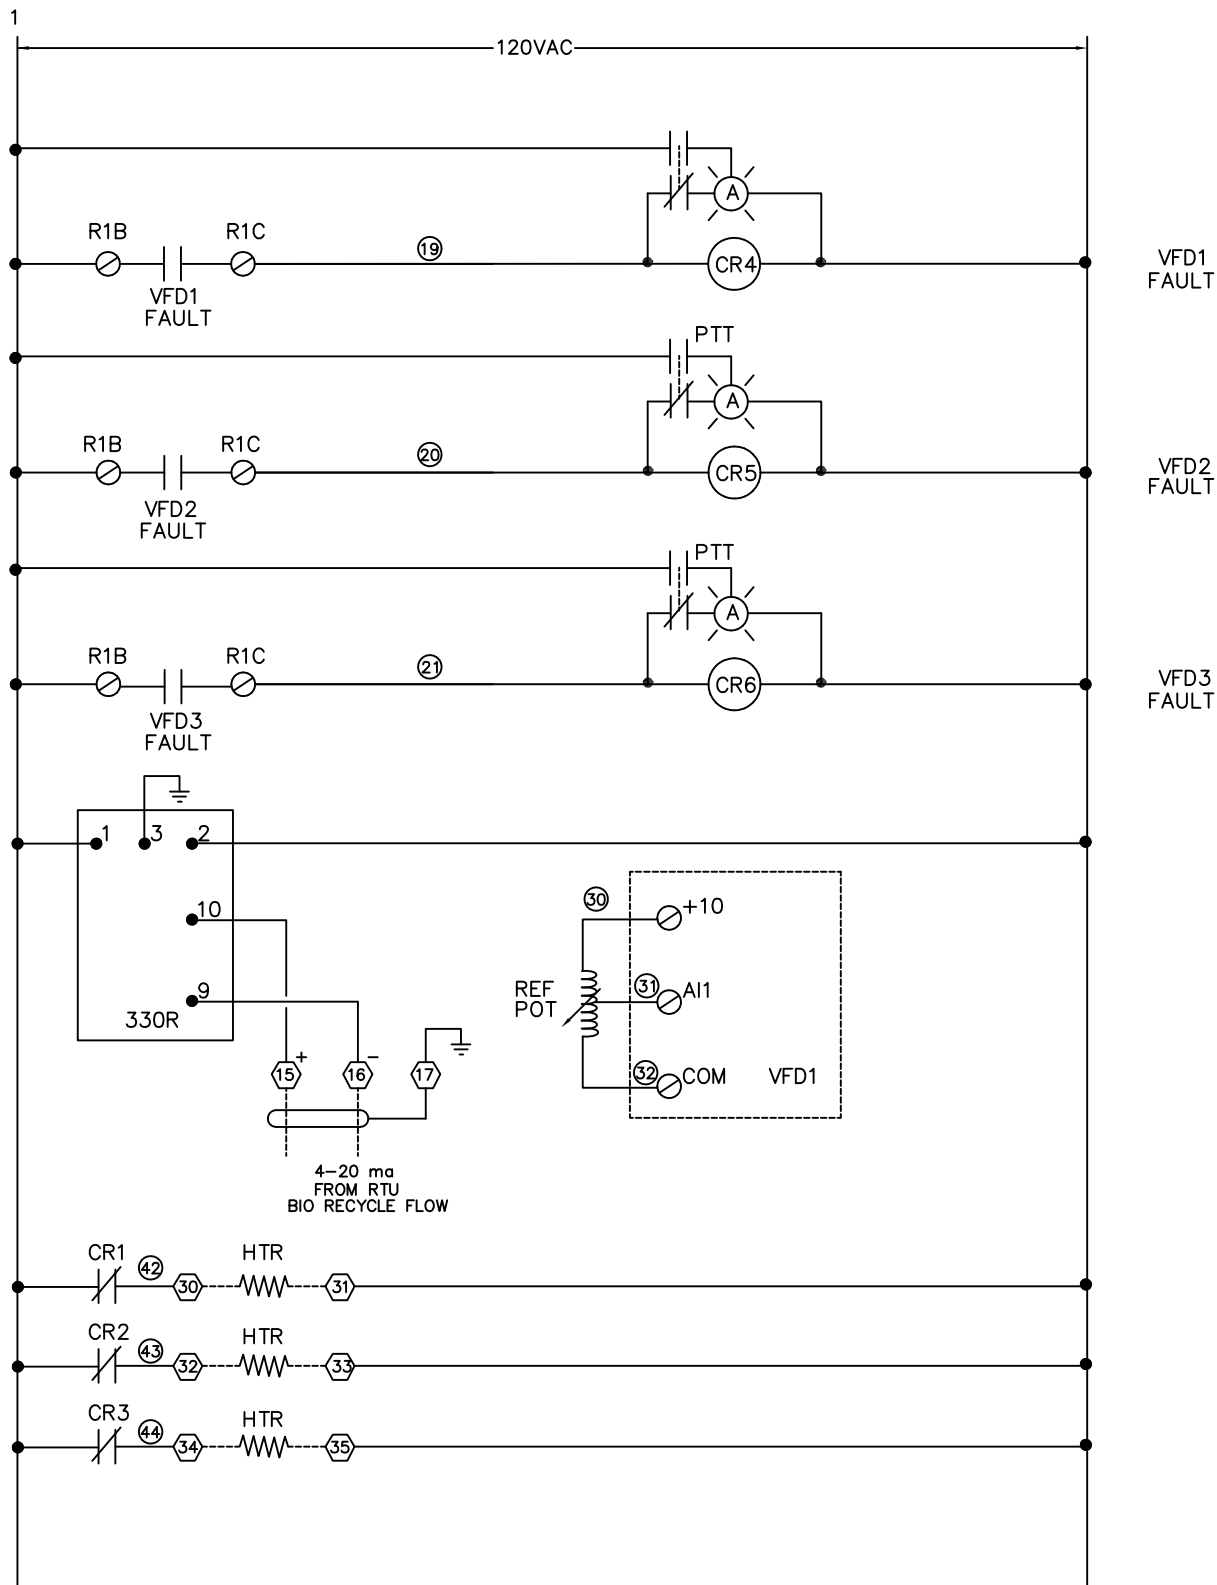 1
120VAC
A
R1B
R1C
19
CR4
VFD1
FAULT
VFD1
FAULT
PTT
A
R1B
R1C
20
CR5
VFD2
FAULT
VFD2
FAULT
PTT
A
R1B
R1C
21
CR6
VFD3
FAULT
VFD3
FAULT
1
3
2
10
9
330R
30
+10
REF
POT
31
AI1
32
COM
VFD1
+
−
15
16
17
4−20 ma
FROM RTU
BIO RECYCLE FLOW
CR1
42
HTR
30
31
CR2
43
HTR
32
33
CR3
44
HTR
34
35